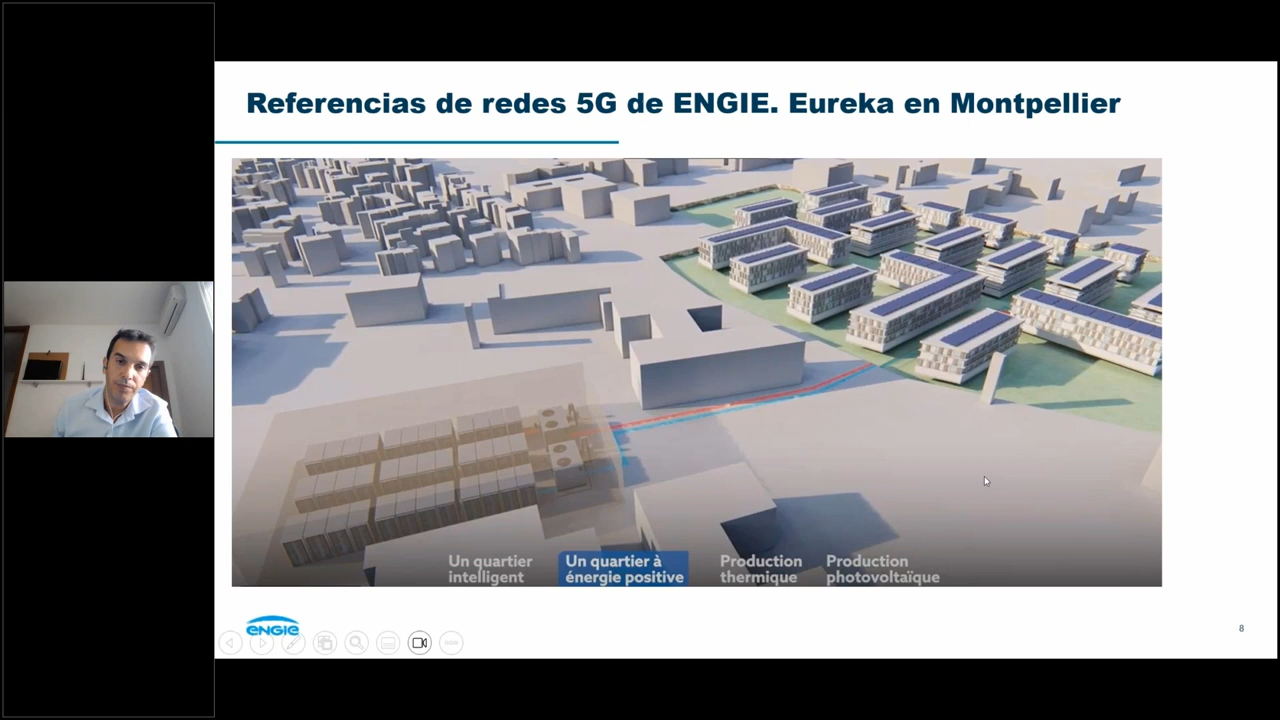 Referencias de redes 5G de ENGIE. Eureka en Montpellier
Un quartier
intelligent
Un quartier à
énergie positive
Production
thermique
Production
photovoltaïque
ENGIE
8